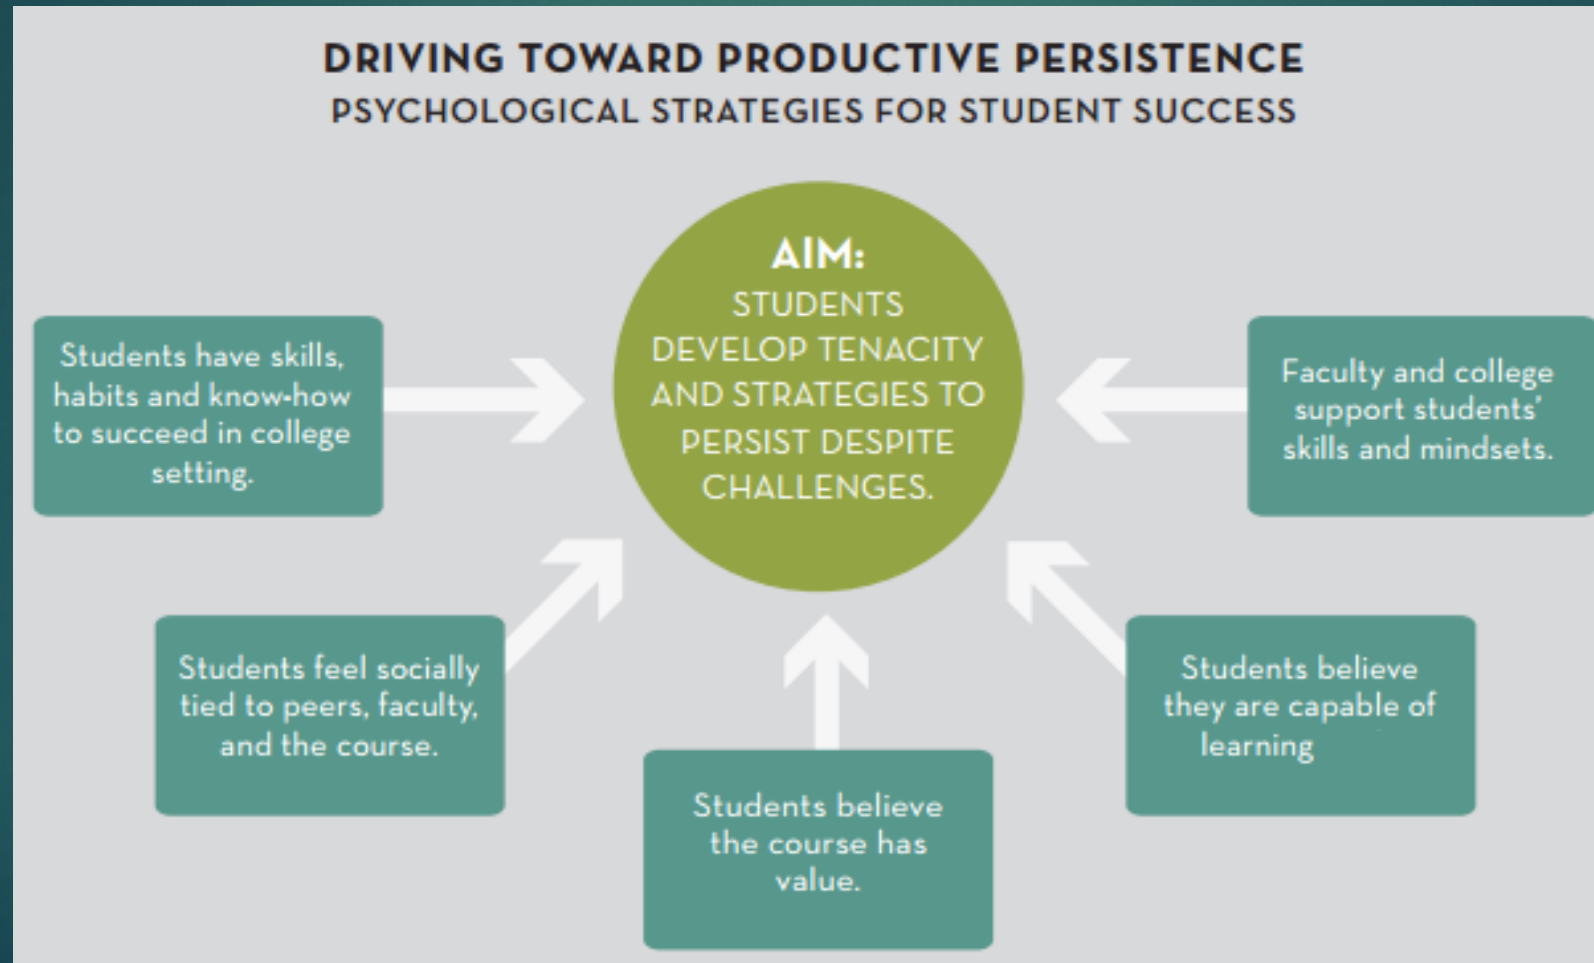 DRIVING TOWARD PRODUCTIVE PERSISTENCE
PSYCHOLOGICAL STRATEGIES FOR STUDENT SUCCESS
AIM:
STUDENTS
DEVELOP TENACITY
AND STRATEGIES TO
PERSIST DESPITE
CHALLENGES.
Students have skills,
habits and know-how
to succeed in college
setting.
Faculty and college
support students'
skills and mindsets.
Students feel socially
tied to peers, faculty,
and the course.
Students believe
the course has
value.
Students believe
they are capable of
learning